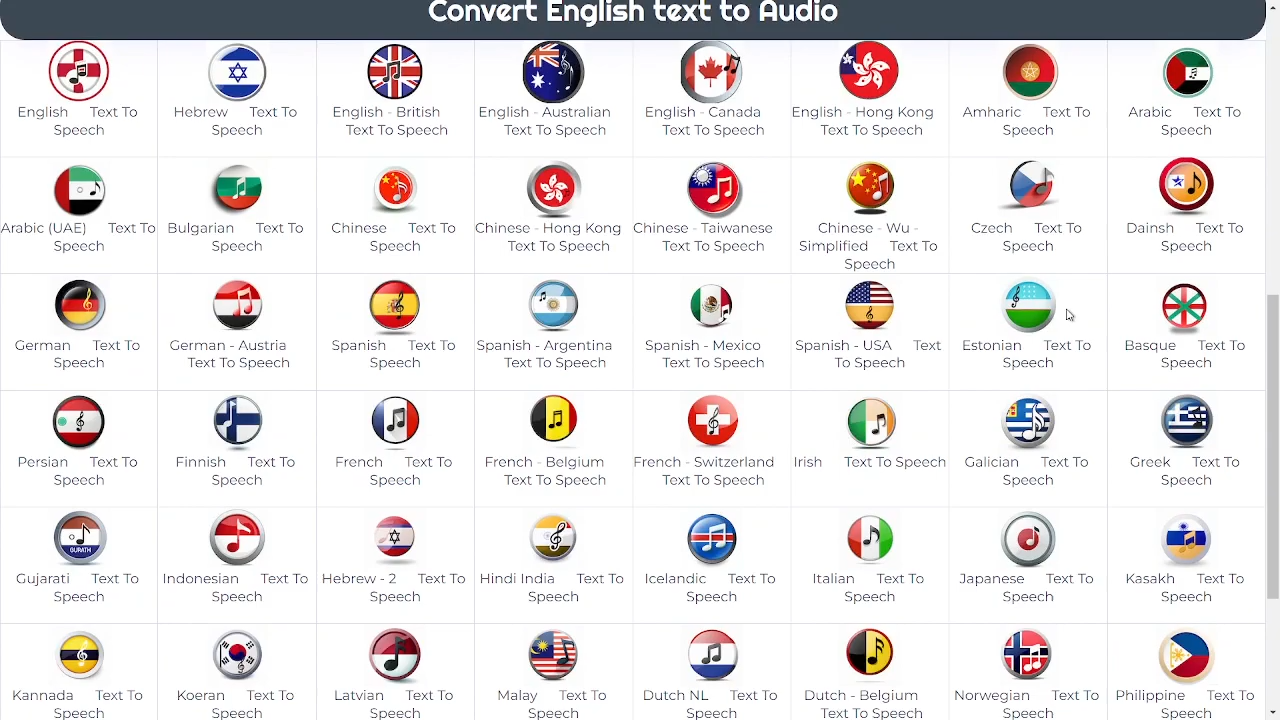 Convert English text to Audio
English Text To
Speech
Hebrew Text To
Speech
English - British
Text To Speech
English - Australian
Text To Speech
English - Canada
Text To Speech
English - Hong Kong
Text To Speech
Amharic Text To
Speech
Arabic Text To
Speech
Arabic (UAE) Text To
Speech
Bulgarian Text To
Speech
Chinese Text To
Speech
Chinese - Hong Kong
Text To Speech
Chinese - Taiwanese
Text To Speech
Chinese - Wu -
Simplified Text To
Speech
Czech Text To
Speech
Dainsh Text To
Speech
German Text To
Speech
German - Austria
Text To Speech
Spanish Text To
Speech
Spanish - Argentina
Text To Speech
Spanish - Mexico
Text To Speech
Spanish - USA Text
To Speech
Estonian Text To
Speech
Basque Text To
Speech
Persian Text To
Speech
Finnish Text To
Speech
French Text To
Speech
French - Belgium
Text To Speech
French - Switzerland
Text To Speech
Irish Text To Speech
Galician Text To
Speech
Greek Text To
Speech
GURATH
Gujarati Text To
Speech
Indonesian Text To
Speech
Hebrew - 2 Text To
Speech
Hindi India Text To
Speech
Icelandic Text To
Speech
Italian Text To
Speech
Japanese Text To
Speech
Kasakh Text To
Speech
Kannada Text To
Speech
Koeran Text To
Speech
Latvian Text To
Speech
Malay Text To
Speech
Dutch NL Text To
Speech
Dutch - Belgium
Text To Speech
Norwegian Text To
Speech
Philippine Text To
Speech